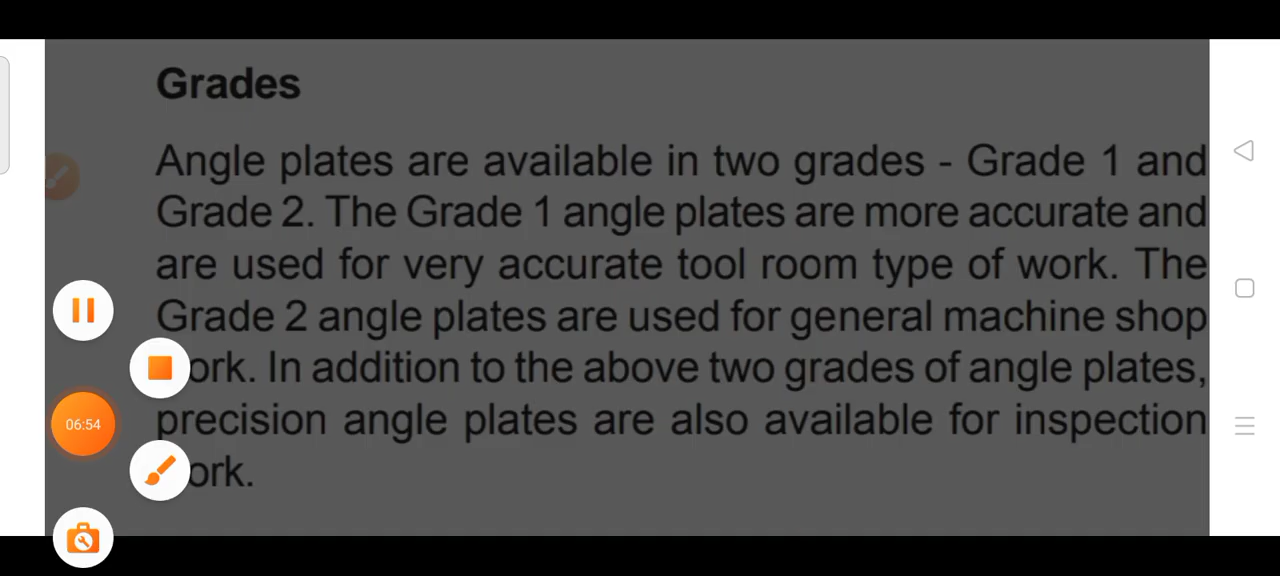 Grades
Angle plates are available in two grades - Grade 1 and
Grade 2. The Grade 1 angle plates are more accurate and
are used for very accurate tool room type of work. The
Grade 2 angle plates are used for general machine shop
ork. In addition to the above two grades of angle plates,
precision angle plates are also available for inspection
ork.
06:54